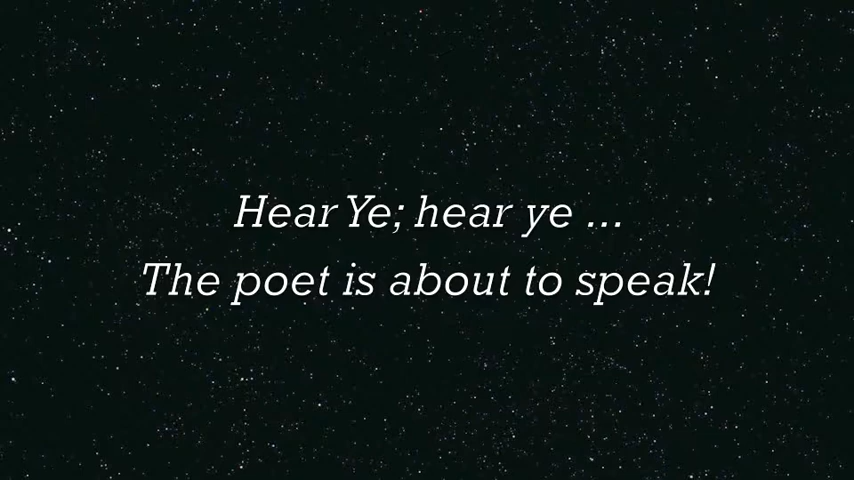 Hear Ye; hear ye ...
The poet is about to speak!